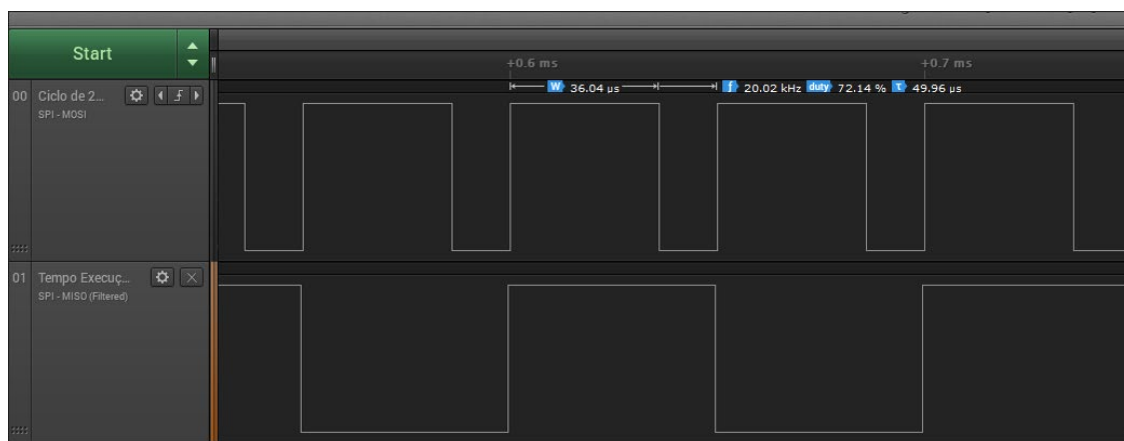 Start
+0.6 ms
+0.7 ms
W 36.04 µs
f 20.02 kHz duty 72.14 % τ 49.96 µs
00 Ciclo de 2...
SPI - MOSI
01 Tempo Execuç...
SPI - MISO (Filtered)